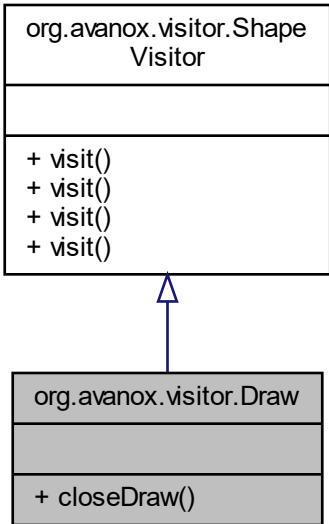 org.avanox.visitor.Shape
Visitor
+ visit()
+ visit()
+ visit()
+ visit()
org.avanox.visitor.Draw
+ closeDraw()